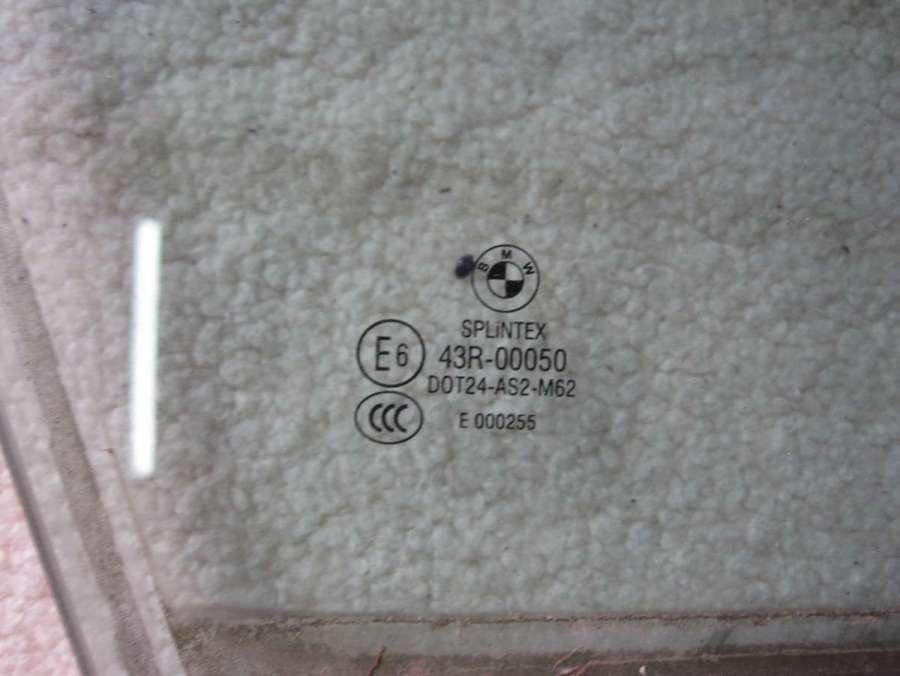 BMW
SPLiNTEX
E6
43R-00050
DOT24-AS2-M62
CCC
E 000255